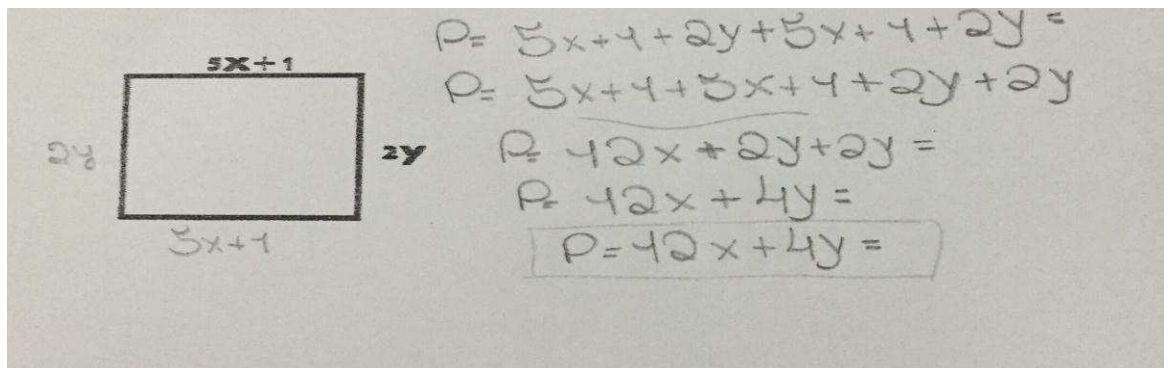 P= 5x+1+2y+5x+1+2y =
5X+1
P= 5x+1+5x+1+2y+2y
2y
2Y
P= 12x+2y+2y =
P= 12x+4y =
5x+1
P=12x+4y =